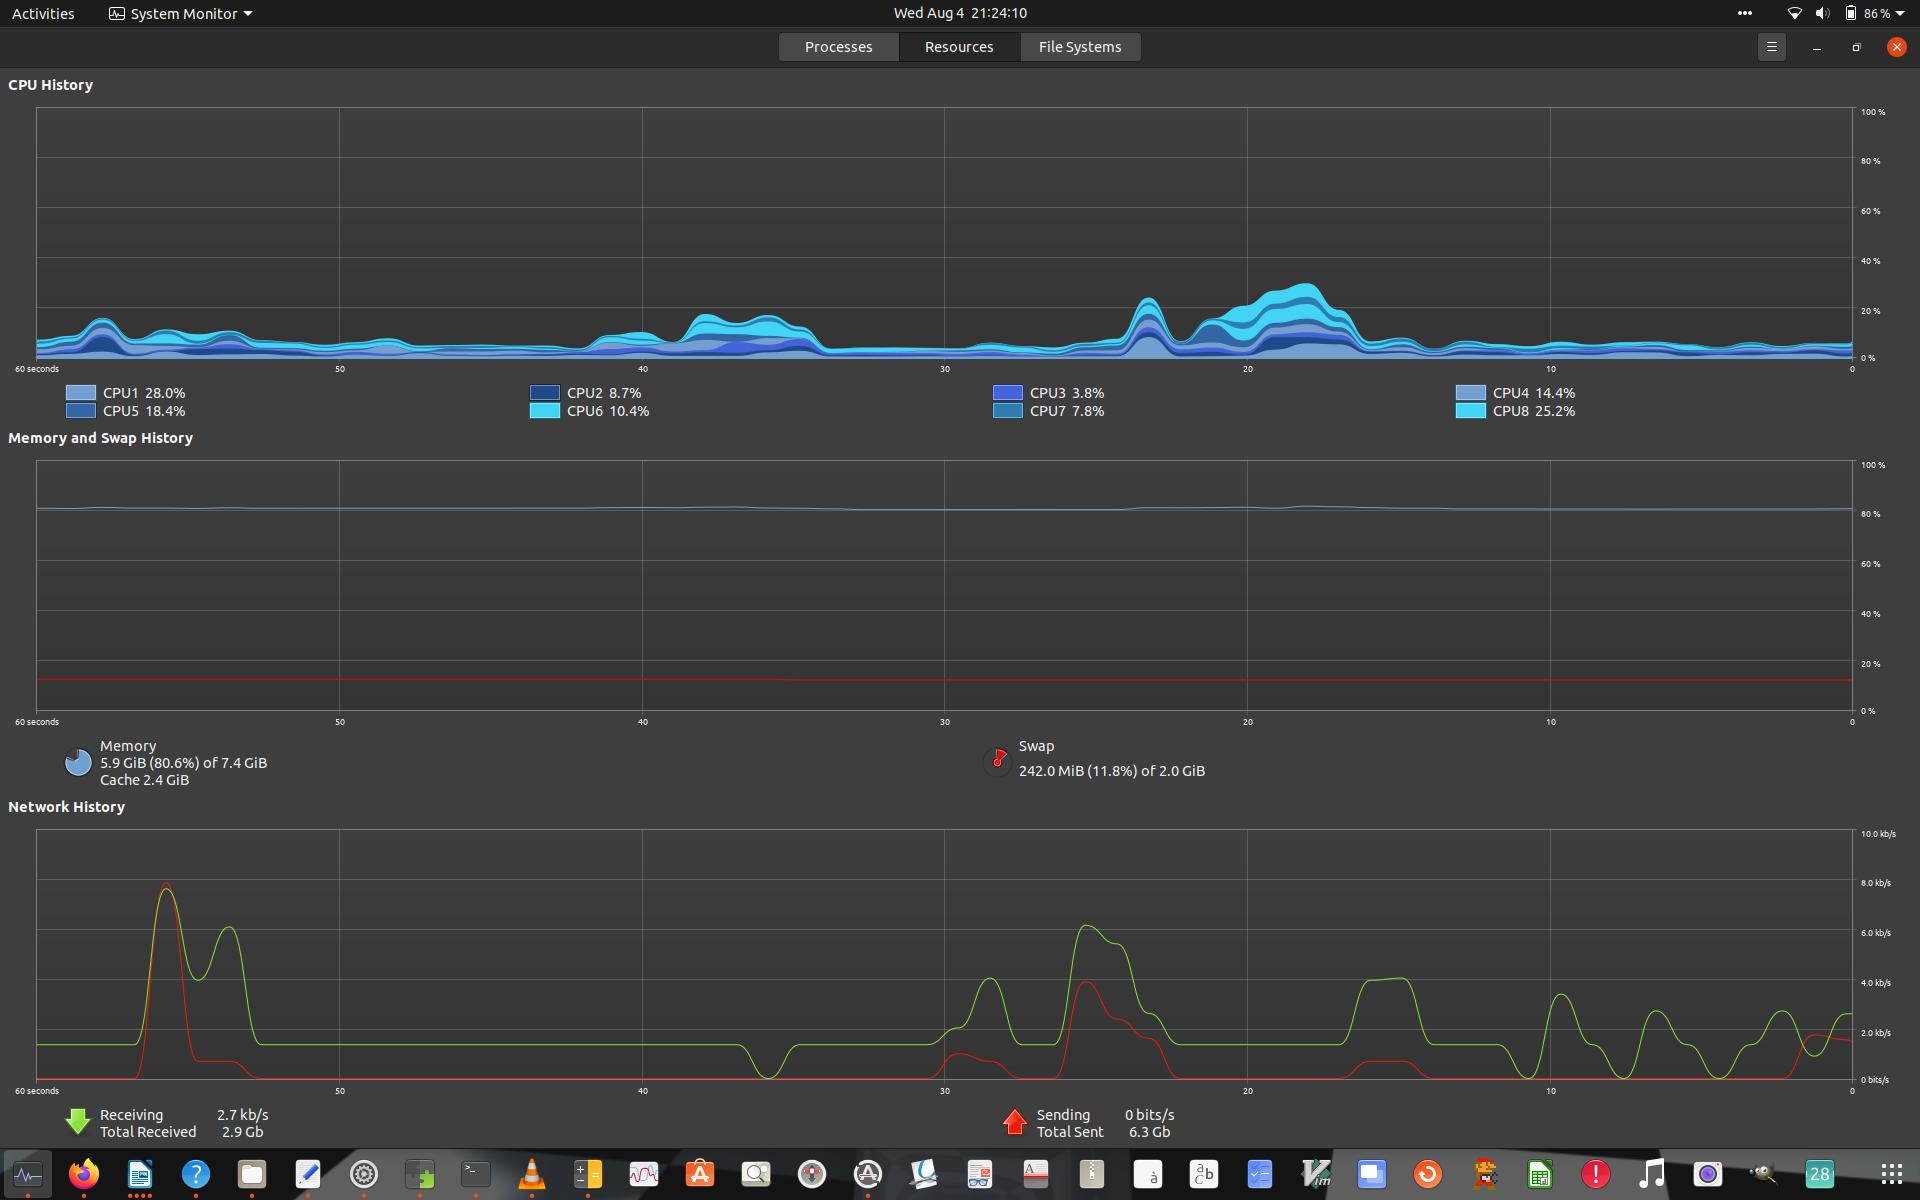 Activities System Monitor Wed Aug 4 21:24:10 86 %
Processes Resources File Systems
CPU History
100 %
80 %
60 %
40 %
20 %
0 %
60 seconds 50 40 30 20 10 0
CPU1 28.0% CPU2 8.7% CPU3 3.8% CPU4 14.4%
CPU5 18.4% CPU6 10.4% CPU7 7.8% CPU8 25.2%
Memory and Swap History
100 %
80 %
60 %
40 %
20 %
0 %
60 seconds 50 40 30 20 10 0
Memory
5.9 GiB (80.6%) of 7.4 GiB
Cache 2.4 GiB
Swap
242.0 MiB (11.8%) of 2.0 GiB
Network History
10.0 kb/s
8.0 kb/s
6.0 kb/s
4.0 kb/s
2.0 kb/s
0 bits/s
60 seconds 50 40 30 20 10 0
Receiving 2.7 kb/s
Total Received 2.9 Gb
Sending 0 bits/s
Total Sent 6.3 Gb
? >_ A A à a b c Vim ! 28